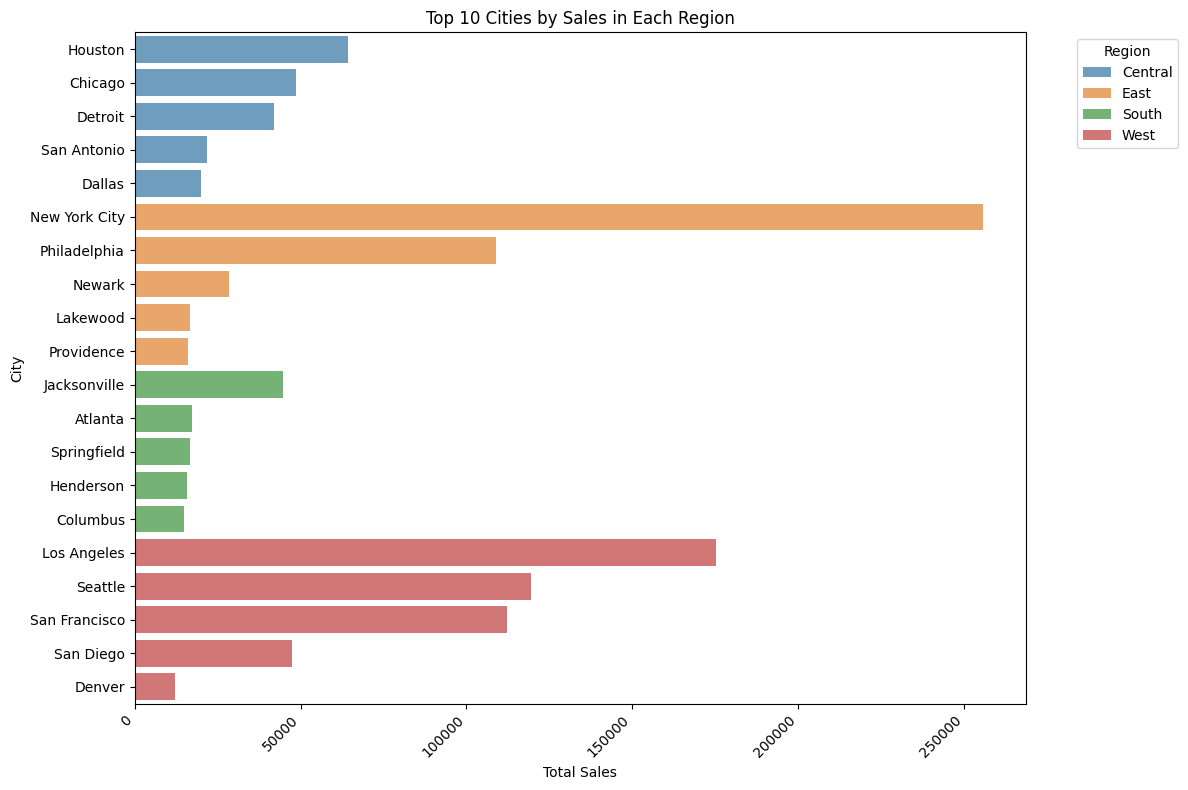 Top 10 Cities by Sales in Each Region
Houston
Chicago
Detroit
San Antonio
Dallas
New York City
Philadelphia
Newark
Lakewood
Providence
Jacksonville
Atlanta
Springfield
Henderson
Columbus
Los Angeles
Seattle
San Francisco
San Diego
Denver
City
0
50000
100000
150000
200000
250000
Total Sales
Region
Central
East
South
West